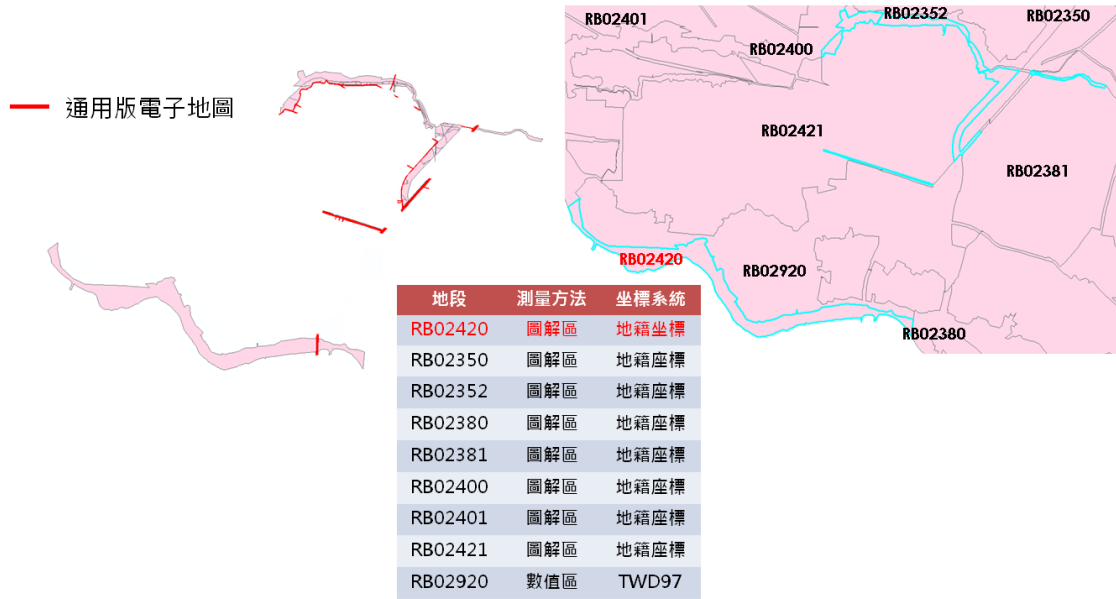 通用版電子地圖
RB02401
RB02352
RB02350
RB02400
RB02421
RB02381
RB02420
RB02920
RB02380
地段 測量方法 坐標系統
RB02420 圖解區 地籍坐標
RB02350 圖解區 地籍座標
RB02352 圖解區 地籍座標
RB02380 圖解區 地籍座標
RB02381 圖解區 地籍座標
RB02400 圖解區 地籍座標
RB02401 圖解區 地籍座標
RB02421 圖解區 地籍座標
RB02920 數值區 TWD97